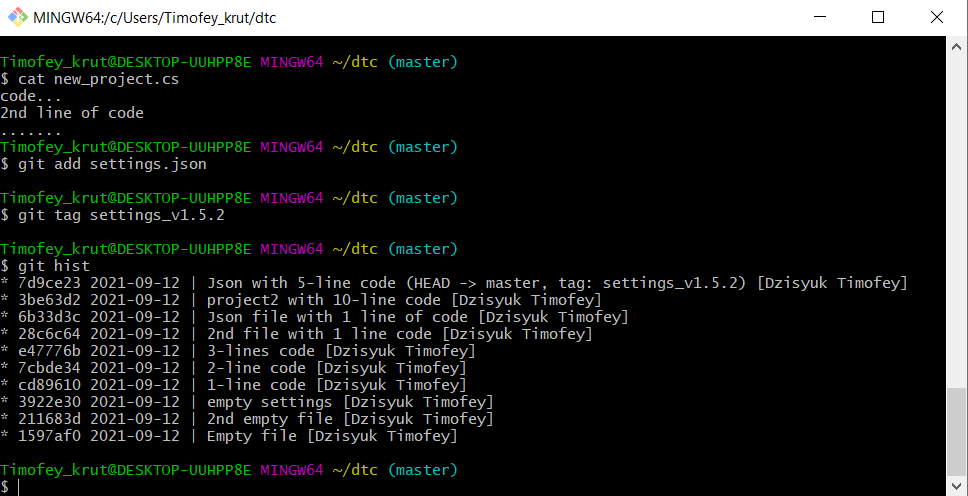 MINGW64:/c/Users/Timofey_krut/dtc
Timofey_krut@DESKTOP-UUHPP8E MINGW64 ~/dtc (master)
$ cat new_project.cs
code...
2nd line of code
.......
Timofey_krut@DESKTOP-UUHPP8E MINGW64 ~/dtc (master)
$ git add settings.json
Timofey_krut@DESKTOP-UUHPP8E MINGW64 ~/dtc (master)
$ git tag settings_v1.5.2
Timofey_krut@DESKTOP-UUHPP8E MINGW64 ~/dtc (master)
$ git hist
* 7d9ce23 2021-09-12 | Json with 5-line code (HEAD -> master, tag: settings_v1.5.2) [Dzisyuk Timofey]
* 3be63d2 2021-09-12 | project2 with 10-line code [Dzisyuk Timofey]
* 6b33d3c 2021-09-12 | Json file with 1 line of code [Dzisyuk Timofey]
* 28c6c64 2021-09-12 | 2nd file with 1 line code [Dzisyuk Timofey]
* e47776b 2021-09-12 | 3-lines code [Dzisyuk Timofey]
* 7cbde34 2021-09-12 | 2-line code [Dzisyuk Timofey]
* cd89610 2021-09-12 | 1-line code [Dzisyuk Timofey]
* 3922e30 2021-09-12 | empty settings [Dzisyuk Timofey]
* 211683d 2021-09-12 | 2nd empty file [Dzisyuk Timofey]
* 1597af0 2021-09-12 | Empty file [Dzisyuk Timofey]
Timofey_krut@DESKTOP-UUHPP8E MINGW64 ~/dtc (master)
$